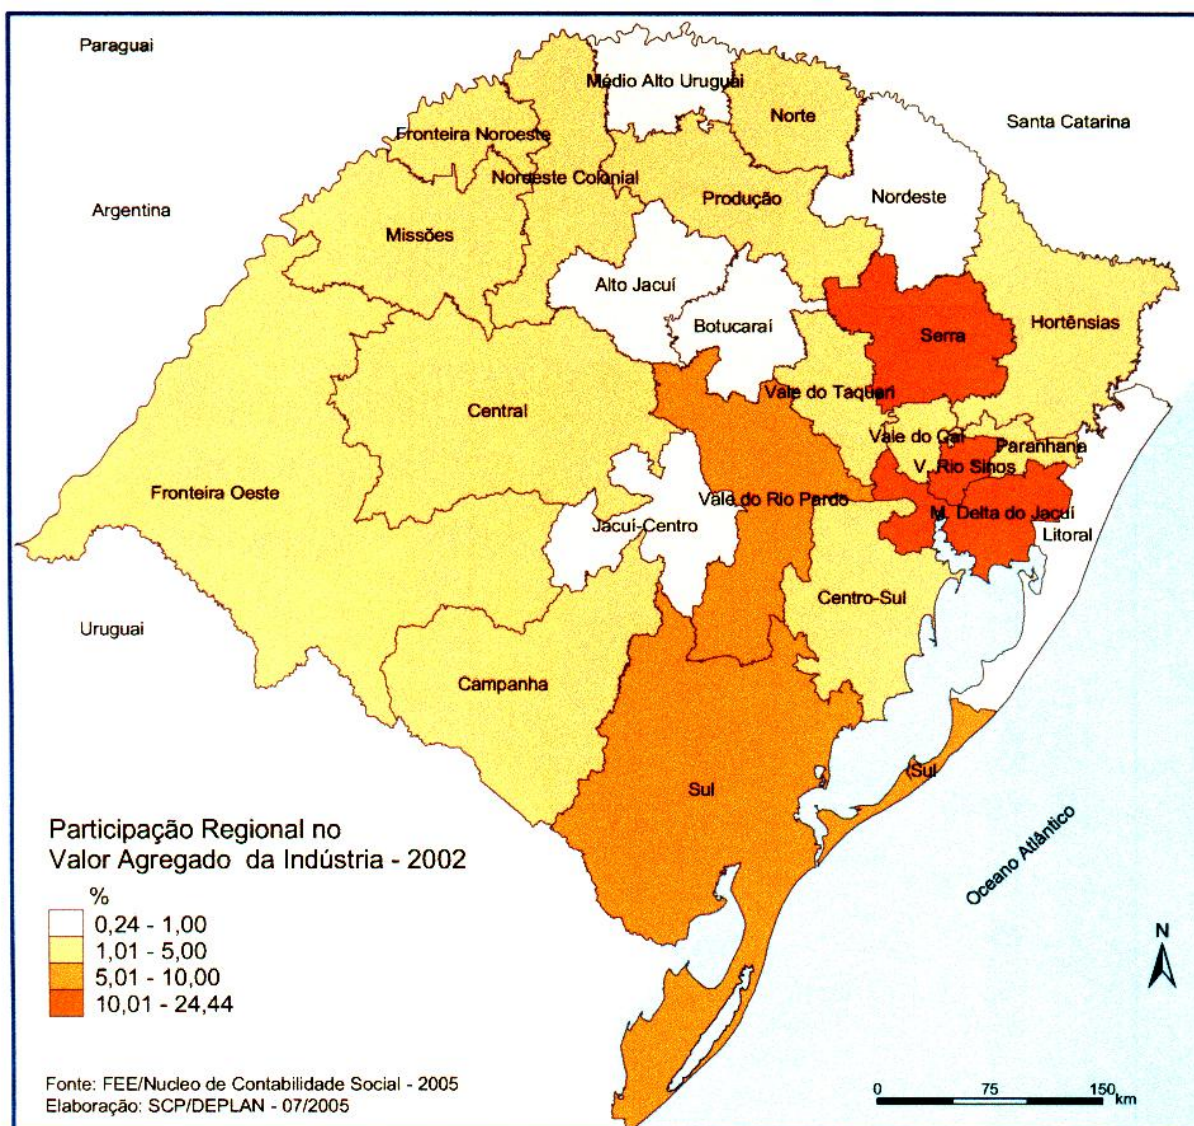 Paraguai
Médio Alto Uruguai
Norte
Santa Catarina
Fronteira Noroeste
Noroeste Colonial
Produção
Nordeste
Argentina
Missões
Alto Jacuí
Botucaraí
Serra
Hortênsias
Central
Vale do Taquari
Vale do Caí
Paranhana
V. Rio Sinos
Fronteira Oeste
Vale do Rio Pardo
M. Delta do Jacuí
Jacuí-Centro
Litoral
Centro-Sul
Uruguai
Campanha
Sul
(Sul
Oceano Atlântico
Participação Regional no
Valor Agregado da Indústria - 2002
%
0,24 - 1,00
1,01 - 5,00
5,01 - 10,00
10,01 - 24,44
N
Fonte: FEE/Nucleo de Contabilidade Social - 2005
Elaboração: SCP/DEPLAN - 07/2005
0 75 150 km